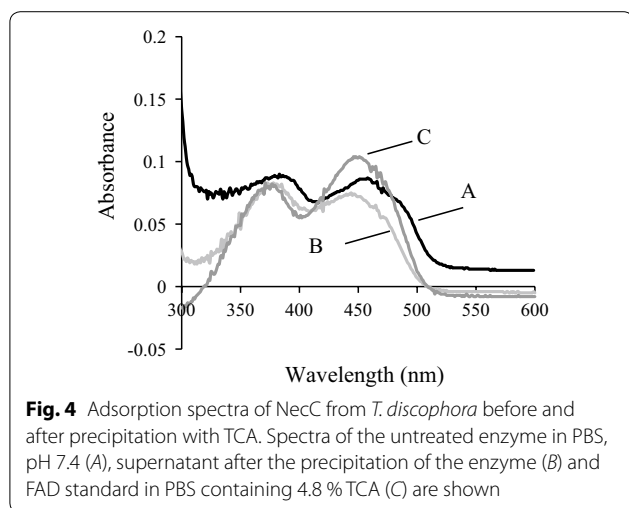 0.2
0.15
0.1
0.05
0
-0.05
Absorbance
C
A
B
300 350 400 450 500 550 600
Wavelength (nm)
Fig. 4 Adsorption spectra of NecC from T. discophora before and
after precipitation with TCA. Spectra of the untreated enzyme in PBS,
pH 7.4 (A), supernatant after the precipitation of the enzyme (B) and
FAD standard in PBS containing 4.8 % TCA (C) are shown